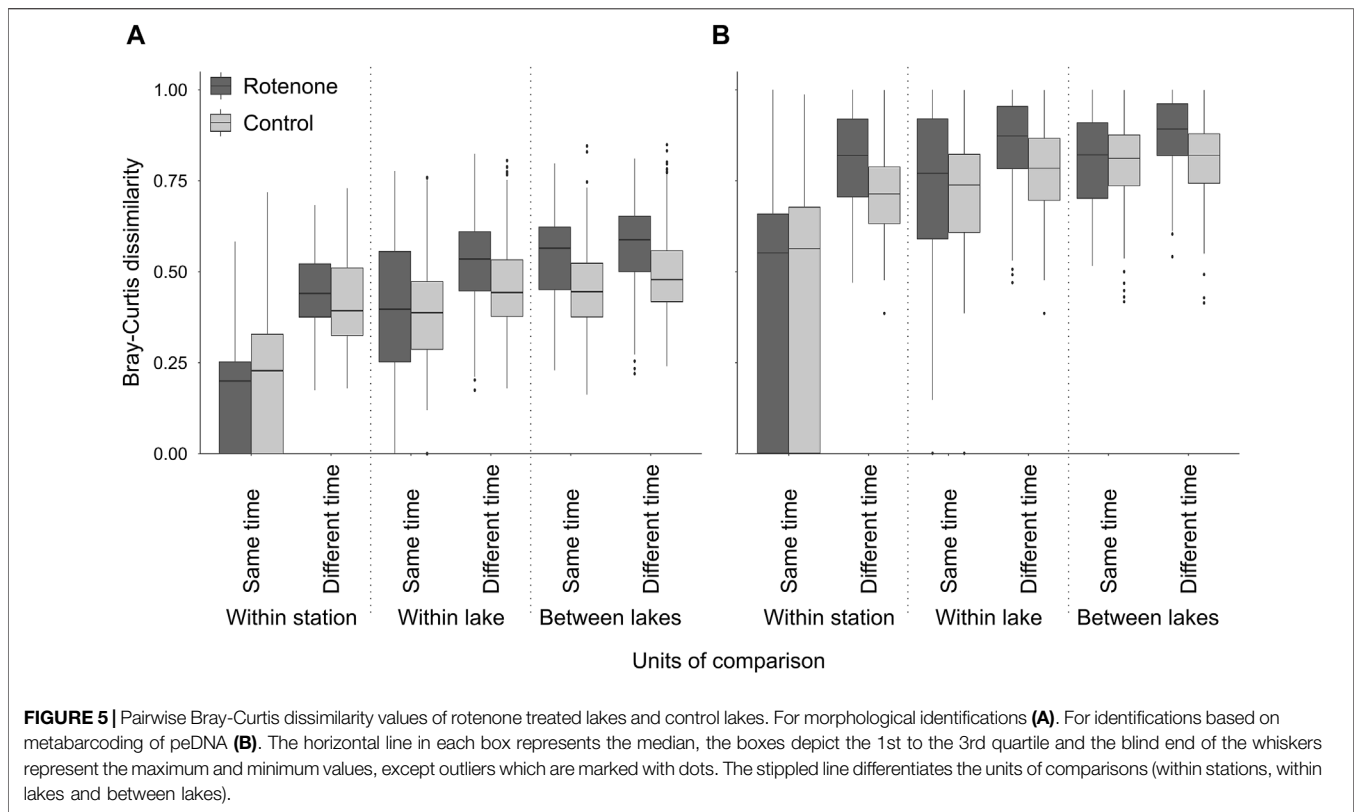 A
B
Rotenone
Control
1.00
0.75
0.50
0.25
0.00
Bray-Curtis dissimilarity
Same time
Different time
Same time
Different time
Same time
Different time
Within station
Within lake
Between lakes
Same time
Different time
Same time
Different time
Same time
Different time
Within station
Within lake
Between lakes
Units of comparison
FIGURE 5 | Pairwise Bray-Curtis dissimilarity values of rotenone treated lakes and control lakes. For morphological identifications (A). For identifications based on
metabarcoding of peDNA (B). The horizontal line in each box represents the median, the boxes depict the 1st to the 3rd quartile and the blind end of the whiskers
represent the maximum and minimum values, except outliers which are marked with dots. The stippled line differentiates the units of comparisons (within stations, within
lakes and between lakes).